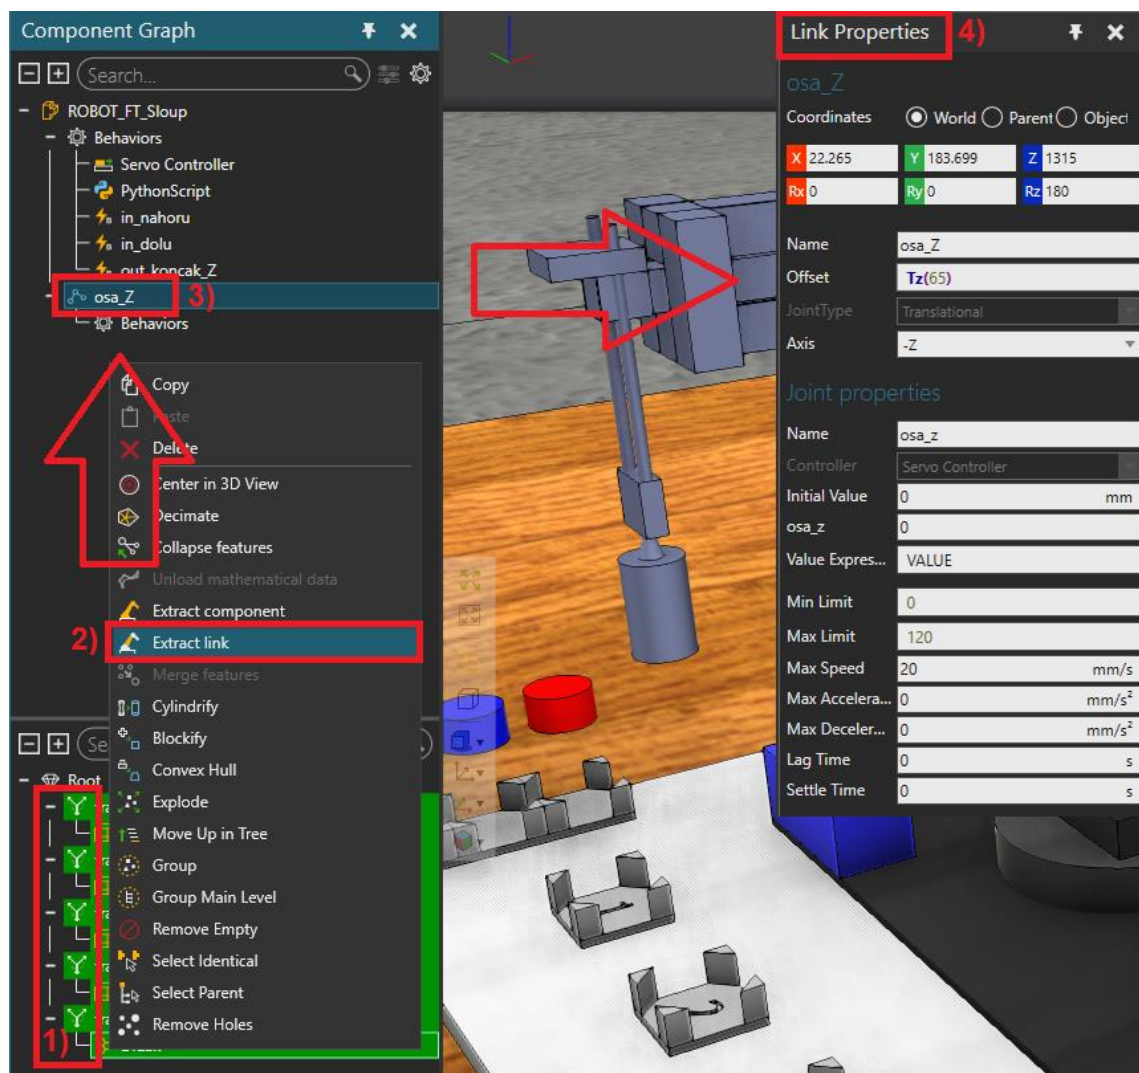 Component Graph
Search...
ROBOT_FT_Sloup
Behaviors
Servo Controller
PythonScript
in_nahoru
in_dolu
out_koncak_Z
osa_Z 3)
Behaviors
Copy
Paste
Delete
Center in 3D View
Decimate
Collapse features
Unload mathematical data
Extract component
2) Extract link
Merge features
Cylindrify
Blockify
Convex Hull
Explode
Move Up in Tree
Group
Group Main Level
Remove Empty
Select Identical
Select Parent
Remove Holes
Root
1)
Link Properties 4)
osa_Z
Coordinates World Parent Object
X 22.265 Y 183.699 Z 1315
Rx 0 Ry 0 Rz 180
Name osa_Z
Offset Tz(65)
JointType Translational
Axis -Z
Joint properties
Name osa_z
Controller Servo Controller
Initial Value 0 mm
osa_z 0
Value Expres... VALUE
Min Limit 0
Max Limit 120
Max Speed 20 mm/s
Max Accelera... 0 mm/s²
Max Deceler... 0 mm/s²
Lag Time 0 s
Settle Time 0 s